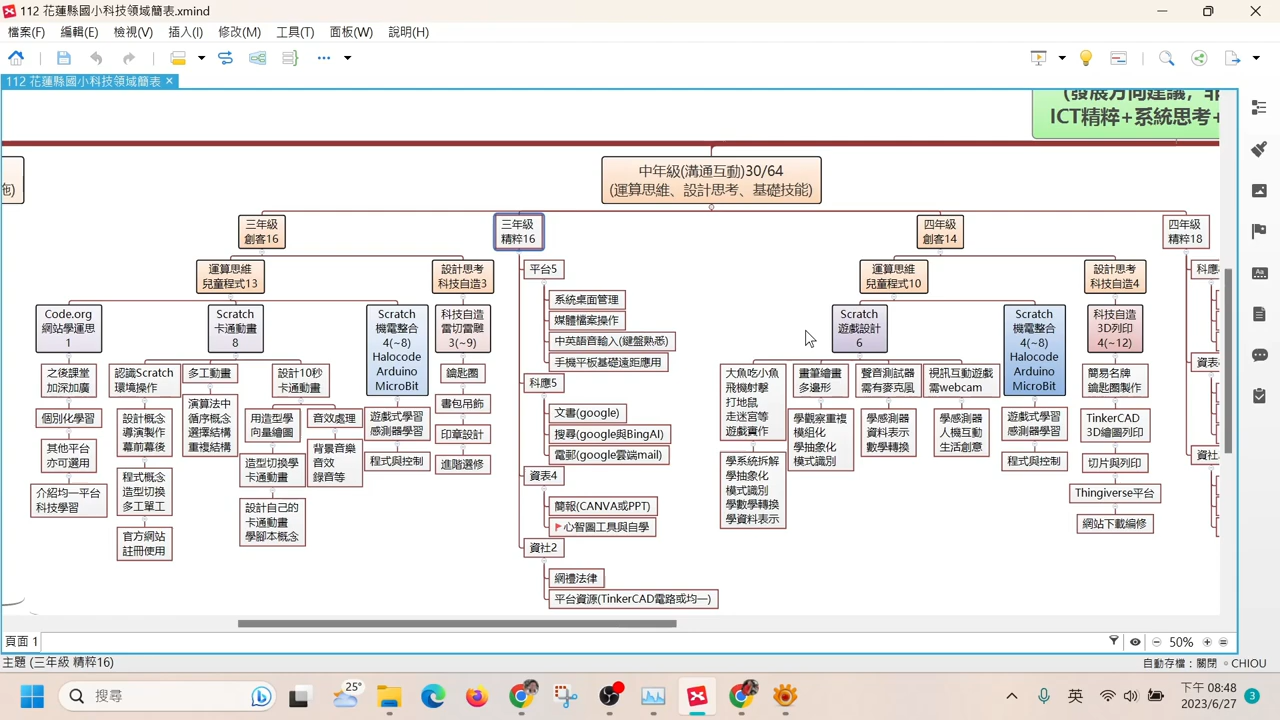 112 花蓮縣國小科技領域簡表.xmind
檔案(F) 編輯(E) 檢視(V) 插入(I) 修改(M) 工具(T) 面板(W) 說明(H)
112 花蓮縣國小科技領域簡表 ×
ICT精粹+系統思考+
施)
中年級(溝通互動)30/64
(運算思維、設計思考、基礎技能)
三年級
創客16
三年級
精粹16
四年級
創客14
四年級
精粹18
運算思維
兒童程式13
設計思考
科技自造3
Code.org
網站學運思
1
之後課堂
加深加廣
個別化學習
其他平台
亦可選用
介紹均一平台
科技學習
Scratch
卡通動畫
8
認識Scratch
環境操作
設計概念
導演製作
幕前幕後
程式概念
造型切換
多工單工
官方網站
註冊使用
多工動畫
演算法中
循序概念
選擇結構
重複結構
設計10秒
卡通動畫
用造型學
向量繪圖
造型切換學
卡通動畫
設計自己的
卡通動畫
學腳本概念
音效處理
背景音樂
音效
錄音等
Scratch
機電整合
4(~8)
Halocode
Arduino
MicroBit
遊戲式學習
感測器學習
程式與控制
科技自造
雷切雷雕
3(~9)
鑰匙圈
書包吊飾
印章設計
進階選修
平台5
系統桌面管理
媒體檔案操作
中英語音輸入(鍵盤熟悉)
手機平板基礎遠距應用
科應5
文書(google)
搜尋(google與BingAI)
電郵(google雲端mail)
資表4
簡報(CANVA或PPT)
心智圖工具與自學
資社2
網禮法律
平台資源(TinkerCAD電路或均一)
運算思維
兒童程式10
設計思考
科技自造4
Scratch
遊戲設計
6
大魚吃小魚
飛機射擊
打地鼠
走迷宮等
遊戲實作
學系統拆解
學抽象化
模式識別
學數學轉換
學資料表示
畫筆繪畫
多邊形
學觀察重複
模組化
學抽象化
模式識別
聲音測試器
需有麥克風
學感測器
資料表示
數學轉換
視訊互動遊戲
需webcam
學感測器
人機互動
生活創意
Scratch
機電整合
4(~8)
Halocode
Arduino
MicroBit
遊戲式學習
感測器學習
程式與控制
科技自造
3D列印
4(~12)
簡易名牌
鑰匙圈製作
TinkerCAD
3D繪圖列印
切片與列印
Thingiverse平台
網站下載編修
科應
資表
資社
頁面 1
50%
主題 (三年級 精粹16)
自動存檔：關閉 CHIOU
搜尋
25°
英
下午 08:48
2023/6/27
3